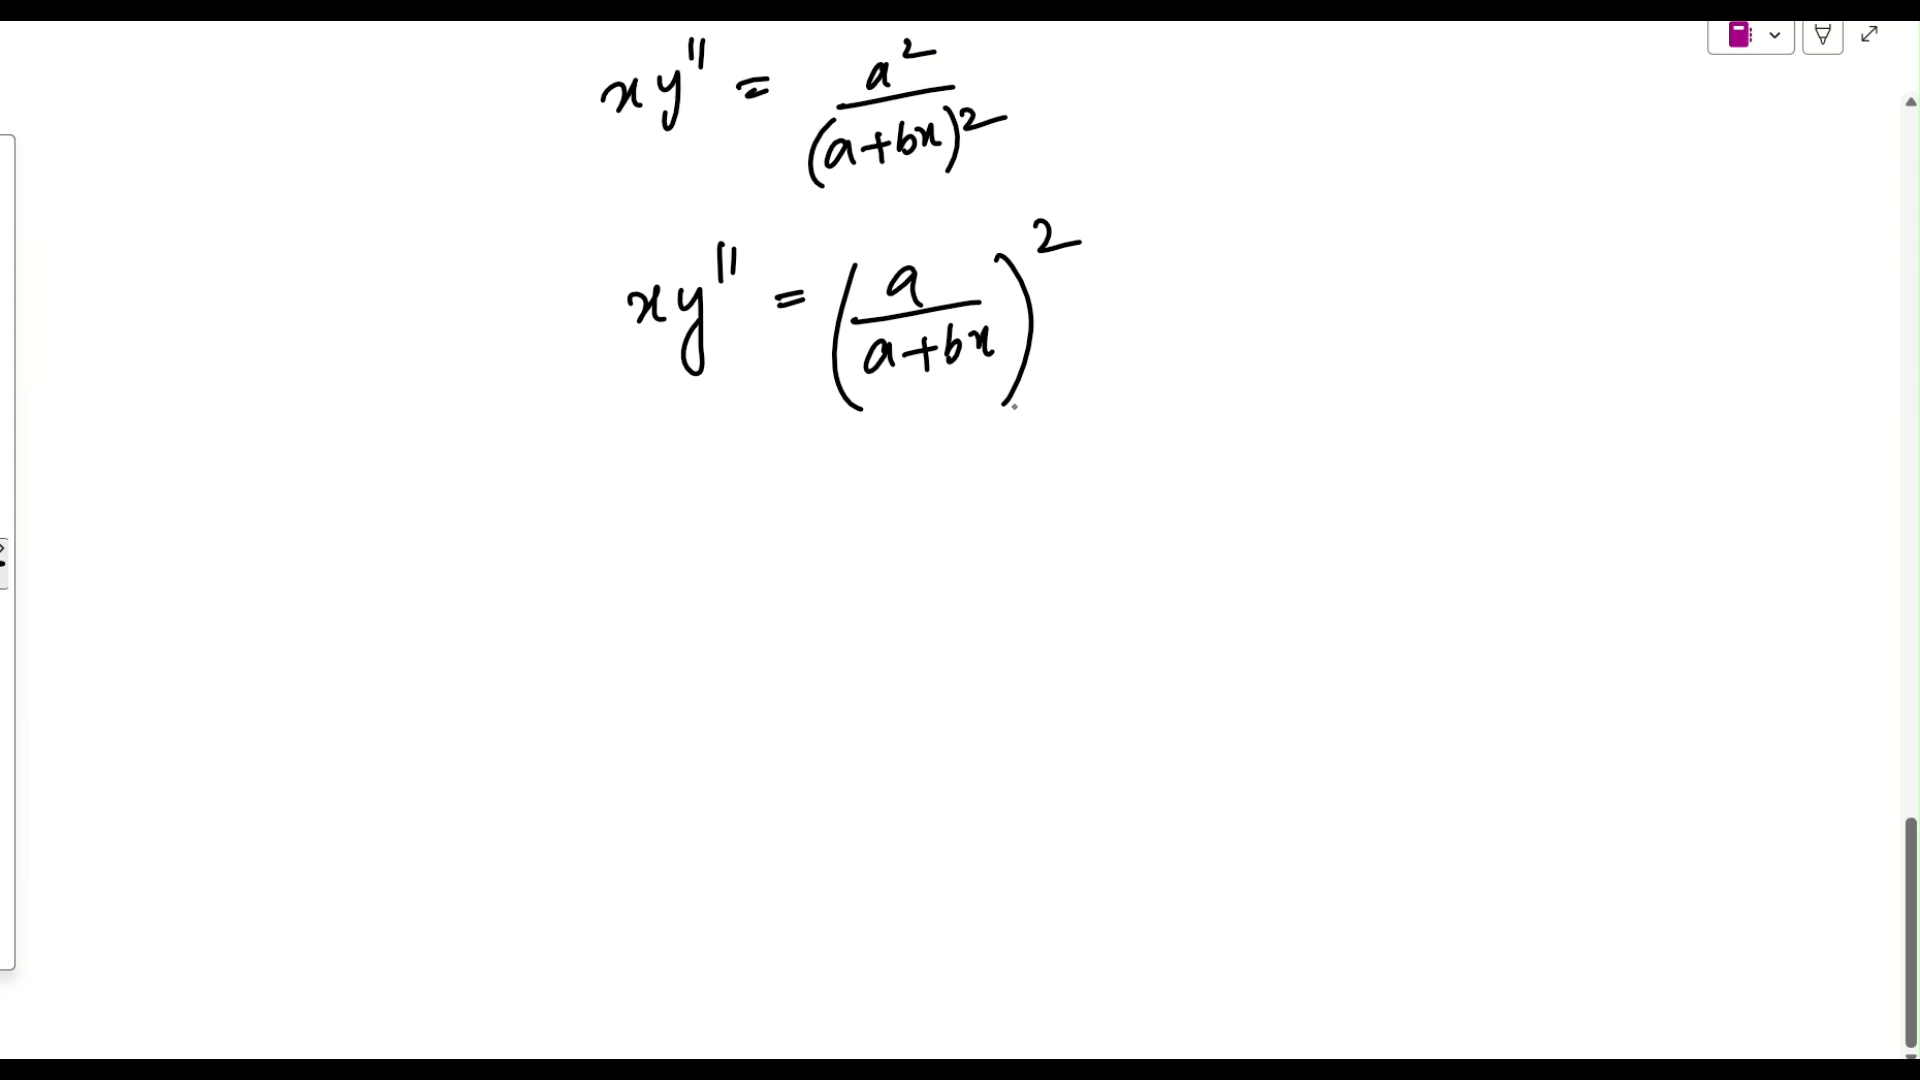 xy'' = a²/(a+bx)²
xy'' = (a/(a+bx))²